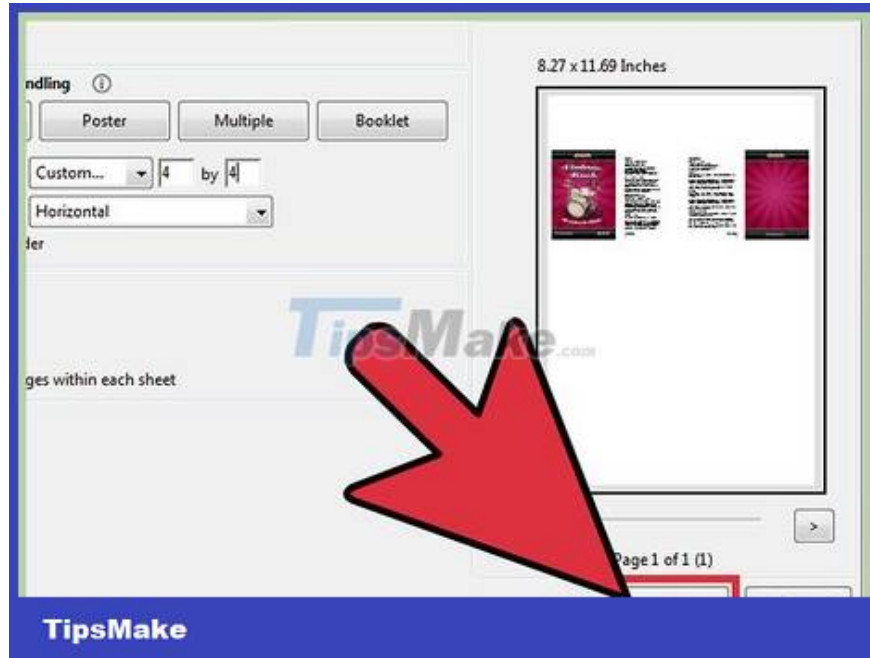 8.27 x 11.69 Inches
ndling
Poster Multiple Booklet
Custom... 4 by 4
Horizontal
der
TipsMake.com
ges within each sheet
>
Page 1 of 1 (1)
TipsMake